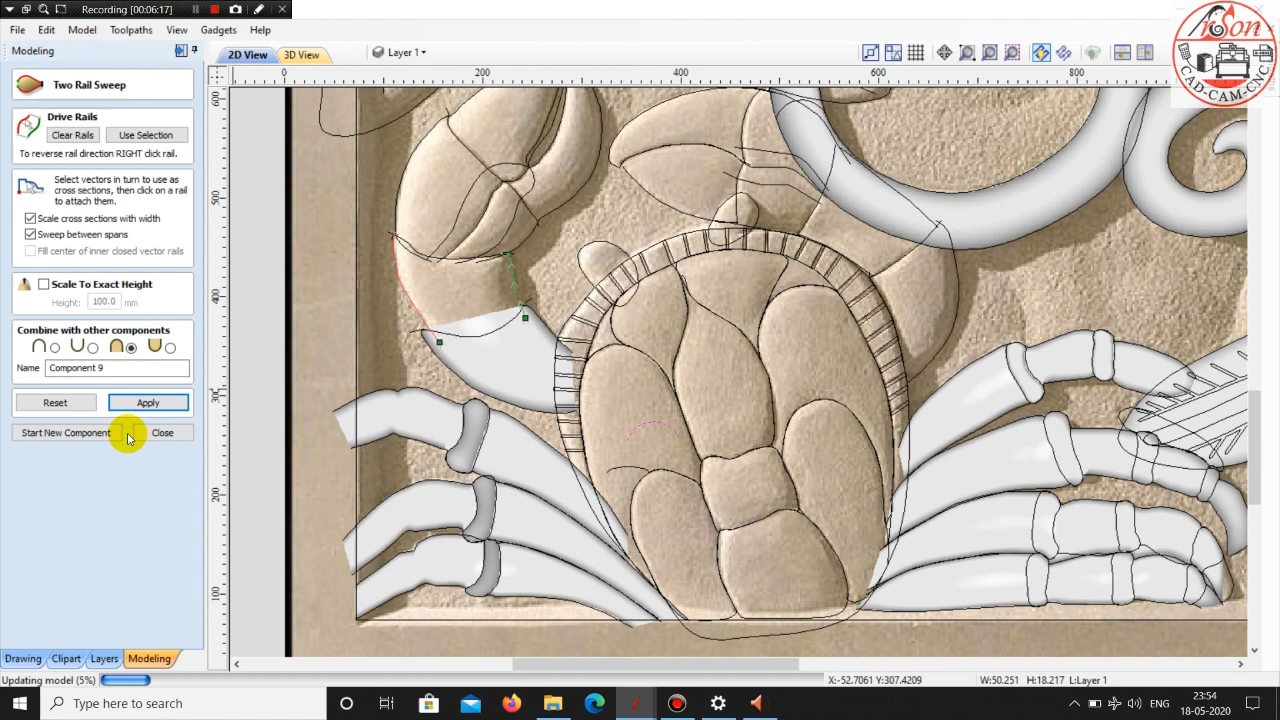 Recording [00:06:17]
File Edit Model Toolpaths View Gadgets Help
Modeling
2D View 3D View Layer 1
Two Rail Sweep
Drive Rails
Clear Rails Use Selection
To reverse rail direction RIGHT click rail.
Select vectors in turn to use as
cross sections, then click on a rail
to attach them.
Scale cross sections with width
Sweep between spans
Fill center of inner closed vector rails
Scale To Exact Height
Height: 100.0 mm
Combine with other components
Name Component 9
Reset Apply
Start New Component Close
0 200 400 600 800
600
500
400
300
200
100
CAD-CAM-CNC
Drawing Clipart Layers Modeling
Updating model (5%)
X:-52.7061 Y:307.4209 W:50.251 H:18.217 L:Layer 1
Type here to search
ENG
23:54
18-05-2020